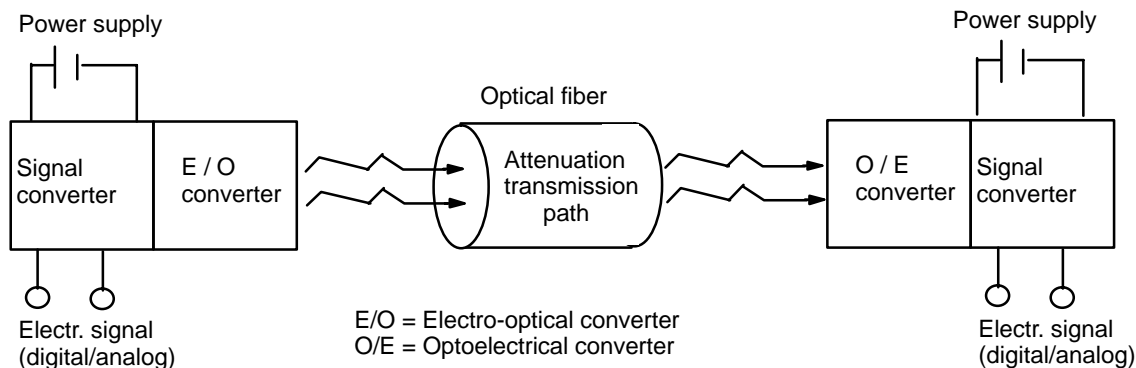 Power supply
Power supply
Optical fiber
Signal
converter
E / O
converter
Attenuation
transmission
path
O / E
converter
Signal
converter
Electr. signal
(digital/analog)
E/O = Electro-optical converter
O/E = Optoelectrical converter
Electr. signal
(digital/analog)